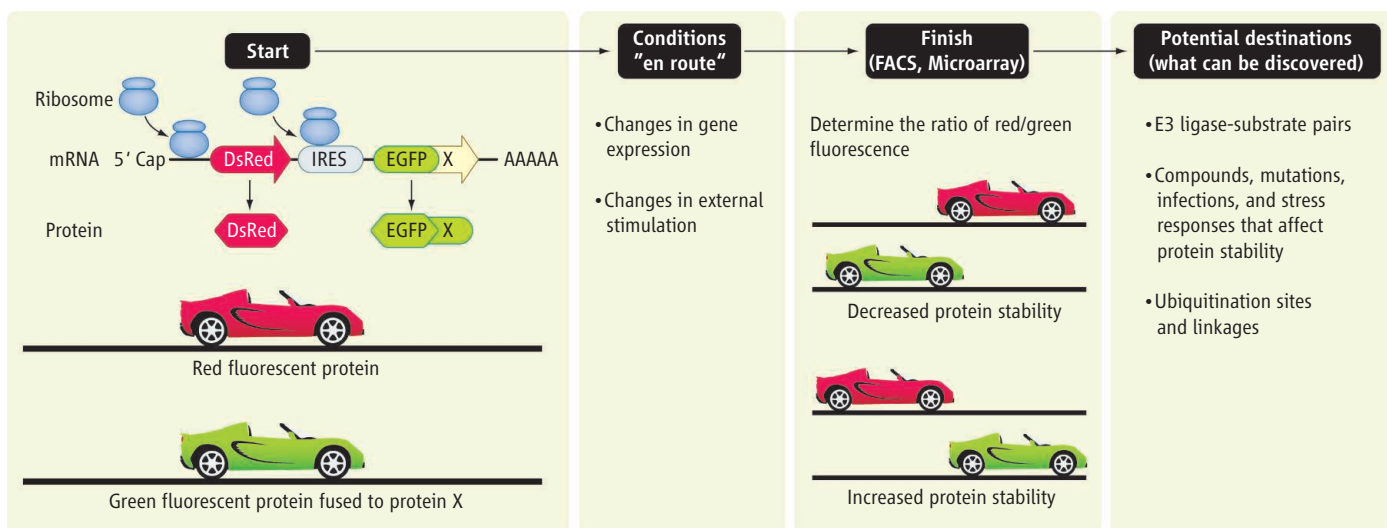 Start
Ribosome
mRNA 5′ Cap DsRed IRES EGFP X AAAAA
Protein DsRed EGFP X
Red fluorescent protein
Green fluorescent protein fused to protein X
Conditions
"en route"
•Changes in gene
expression
•Changes in external
stimulation
Finish
(FACS, Microarray)
Determine the ratio of red/green
fluorescence
Decreased protein stability
Increased protein stability
Potential destinations
(what can be discovered)
•E3 ligase-substrate pairs
•Compounds, mutations,
infections, and stress
responses that affect
protein stability
•Ubiquitination sites
and linkages